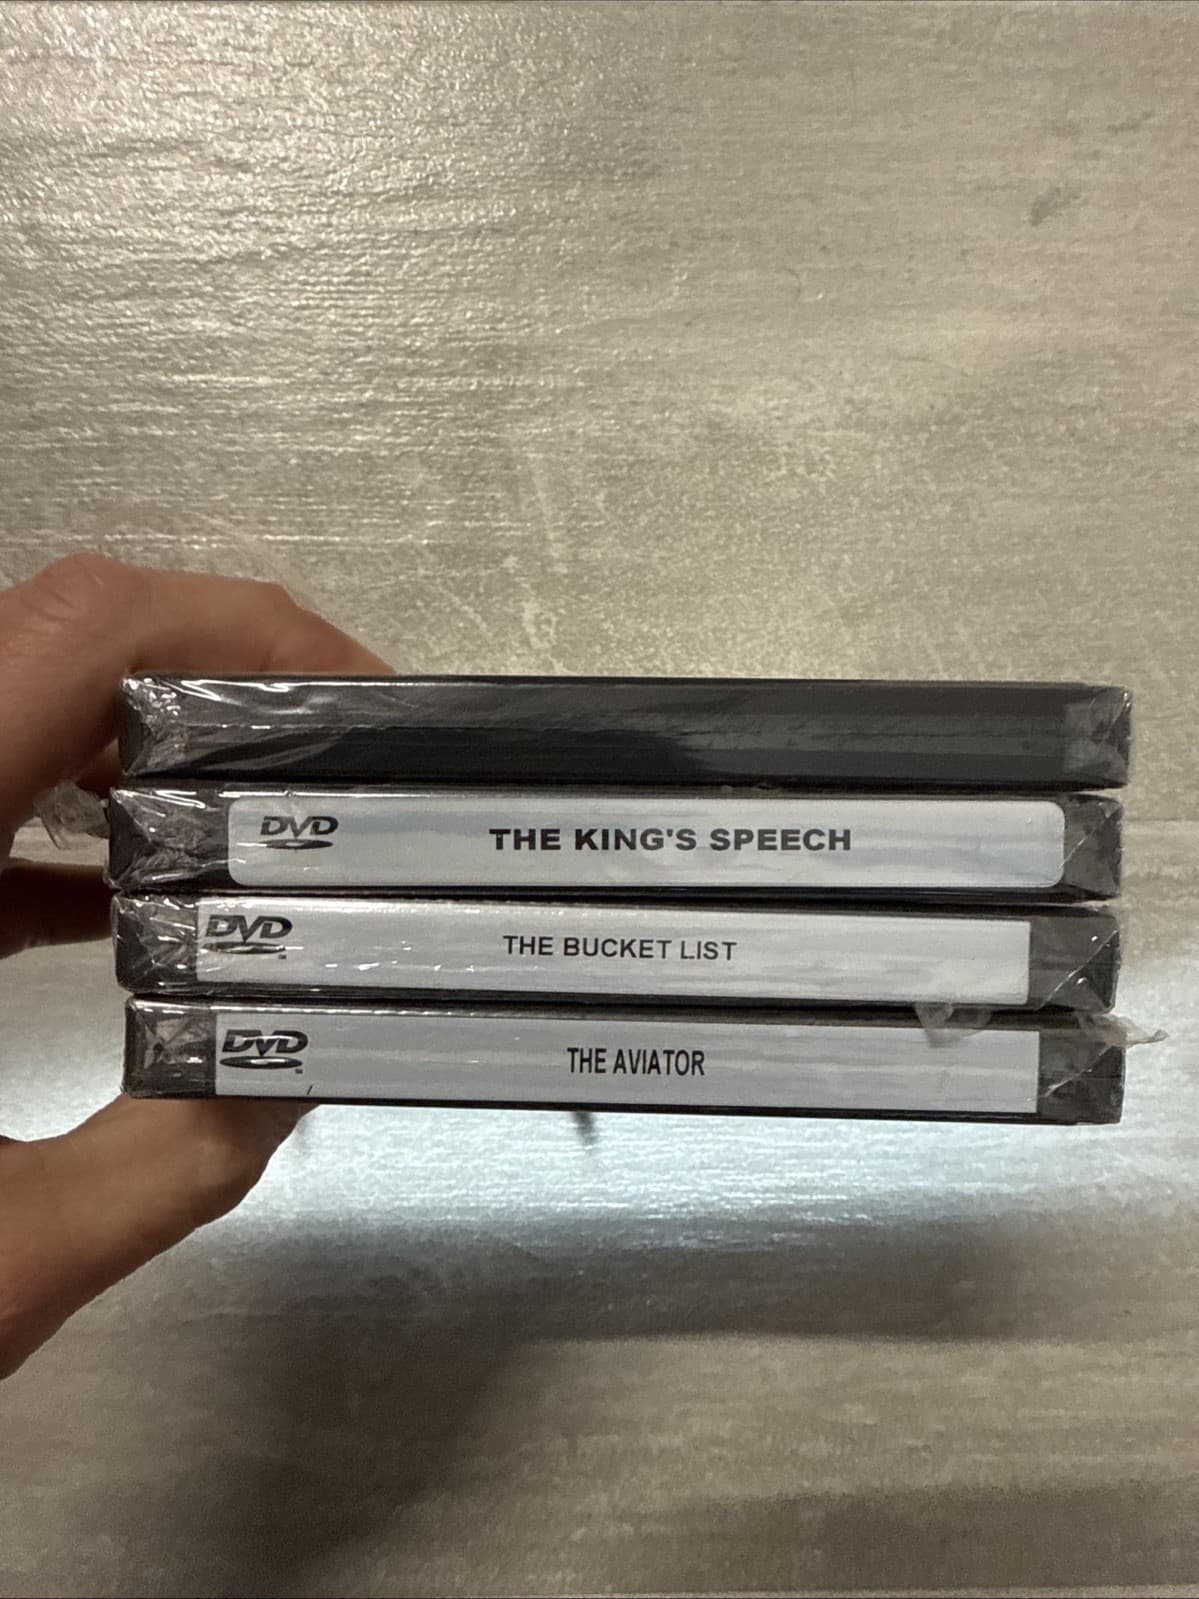 DVD
THE KING'S SPEECH
DVD
THE BUCKET LIST
DVD
THE AVIATOR